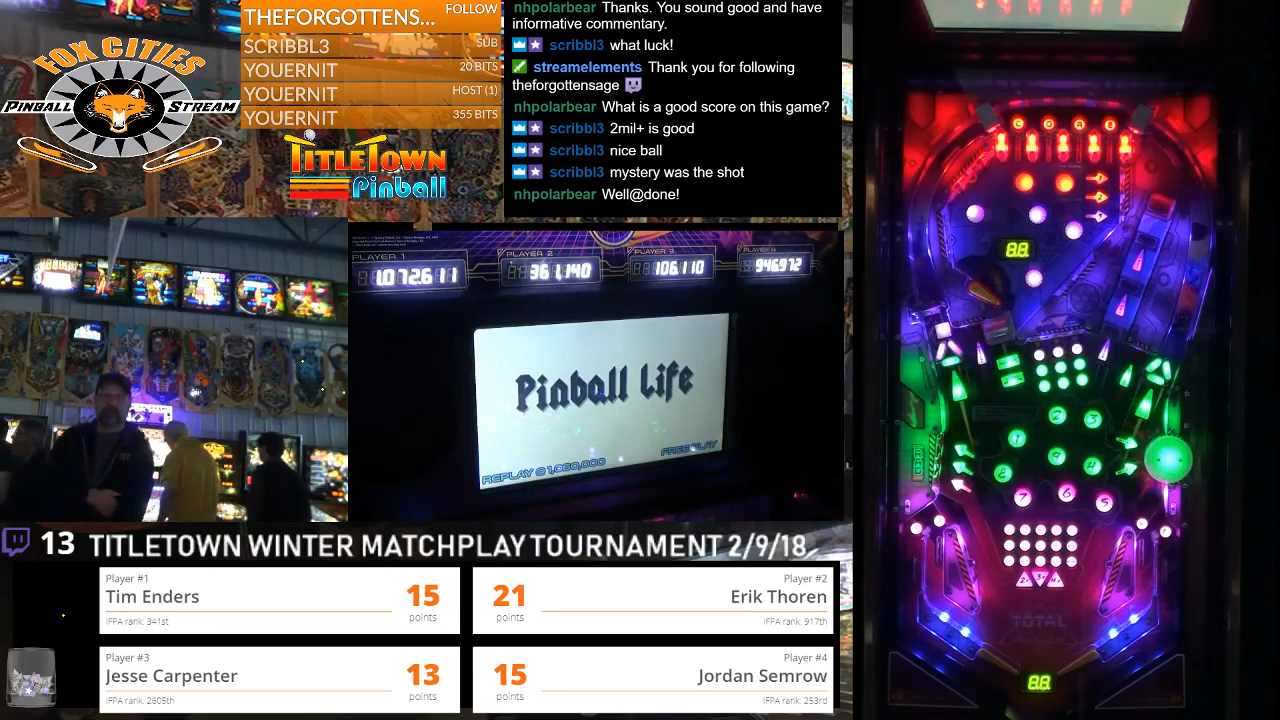 FOX CITIES
PINBALL STREAM
THEFORGOTTENS... FOLLOW
SCRIBBL3 SUB
YOUERNIT 20 BITS
YOUERNIT HOST (1)
YOUERNIT 355 BITS
TITLETOWN
Pinball
nhpolarbear Thanks. You sound good and have
informative commentary.
scribbl3 what luck!
streamelements Thank you for following
theforgottensage
nhpolarbear What is a good score on this game?
scribbl3 2mil+ is good
scribbl3 nice ball
scribbl3 mystery was the shot
nhpolarbear Well@done!
PLAYER 1
PLAYER 2
PLAYER 3
PLAYER 4
1,072,611
361,140
106,110
946,972
Pinball Life
REPLAY @ 1,060,000
FREE PLAY
13 TITLETOWN WINTER MATCHPLAY TOURNAMENT 2/9/18
Player #1
Tim Enders
IFPA rank: 341st
15
points
Player #2
Erik Thoren
IFPA rank: 917th
21
points
Player #3
Jesse Carpenter
IFPA rank: 2605th
13
points
Player #4
Jordan Semrow
IFPA rank: 253rd
15
points
TOTAL